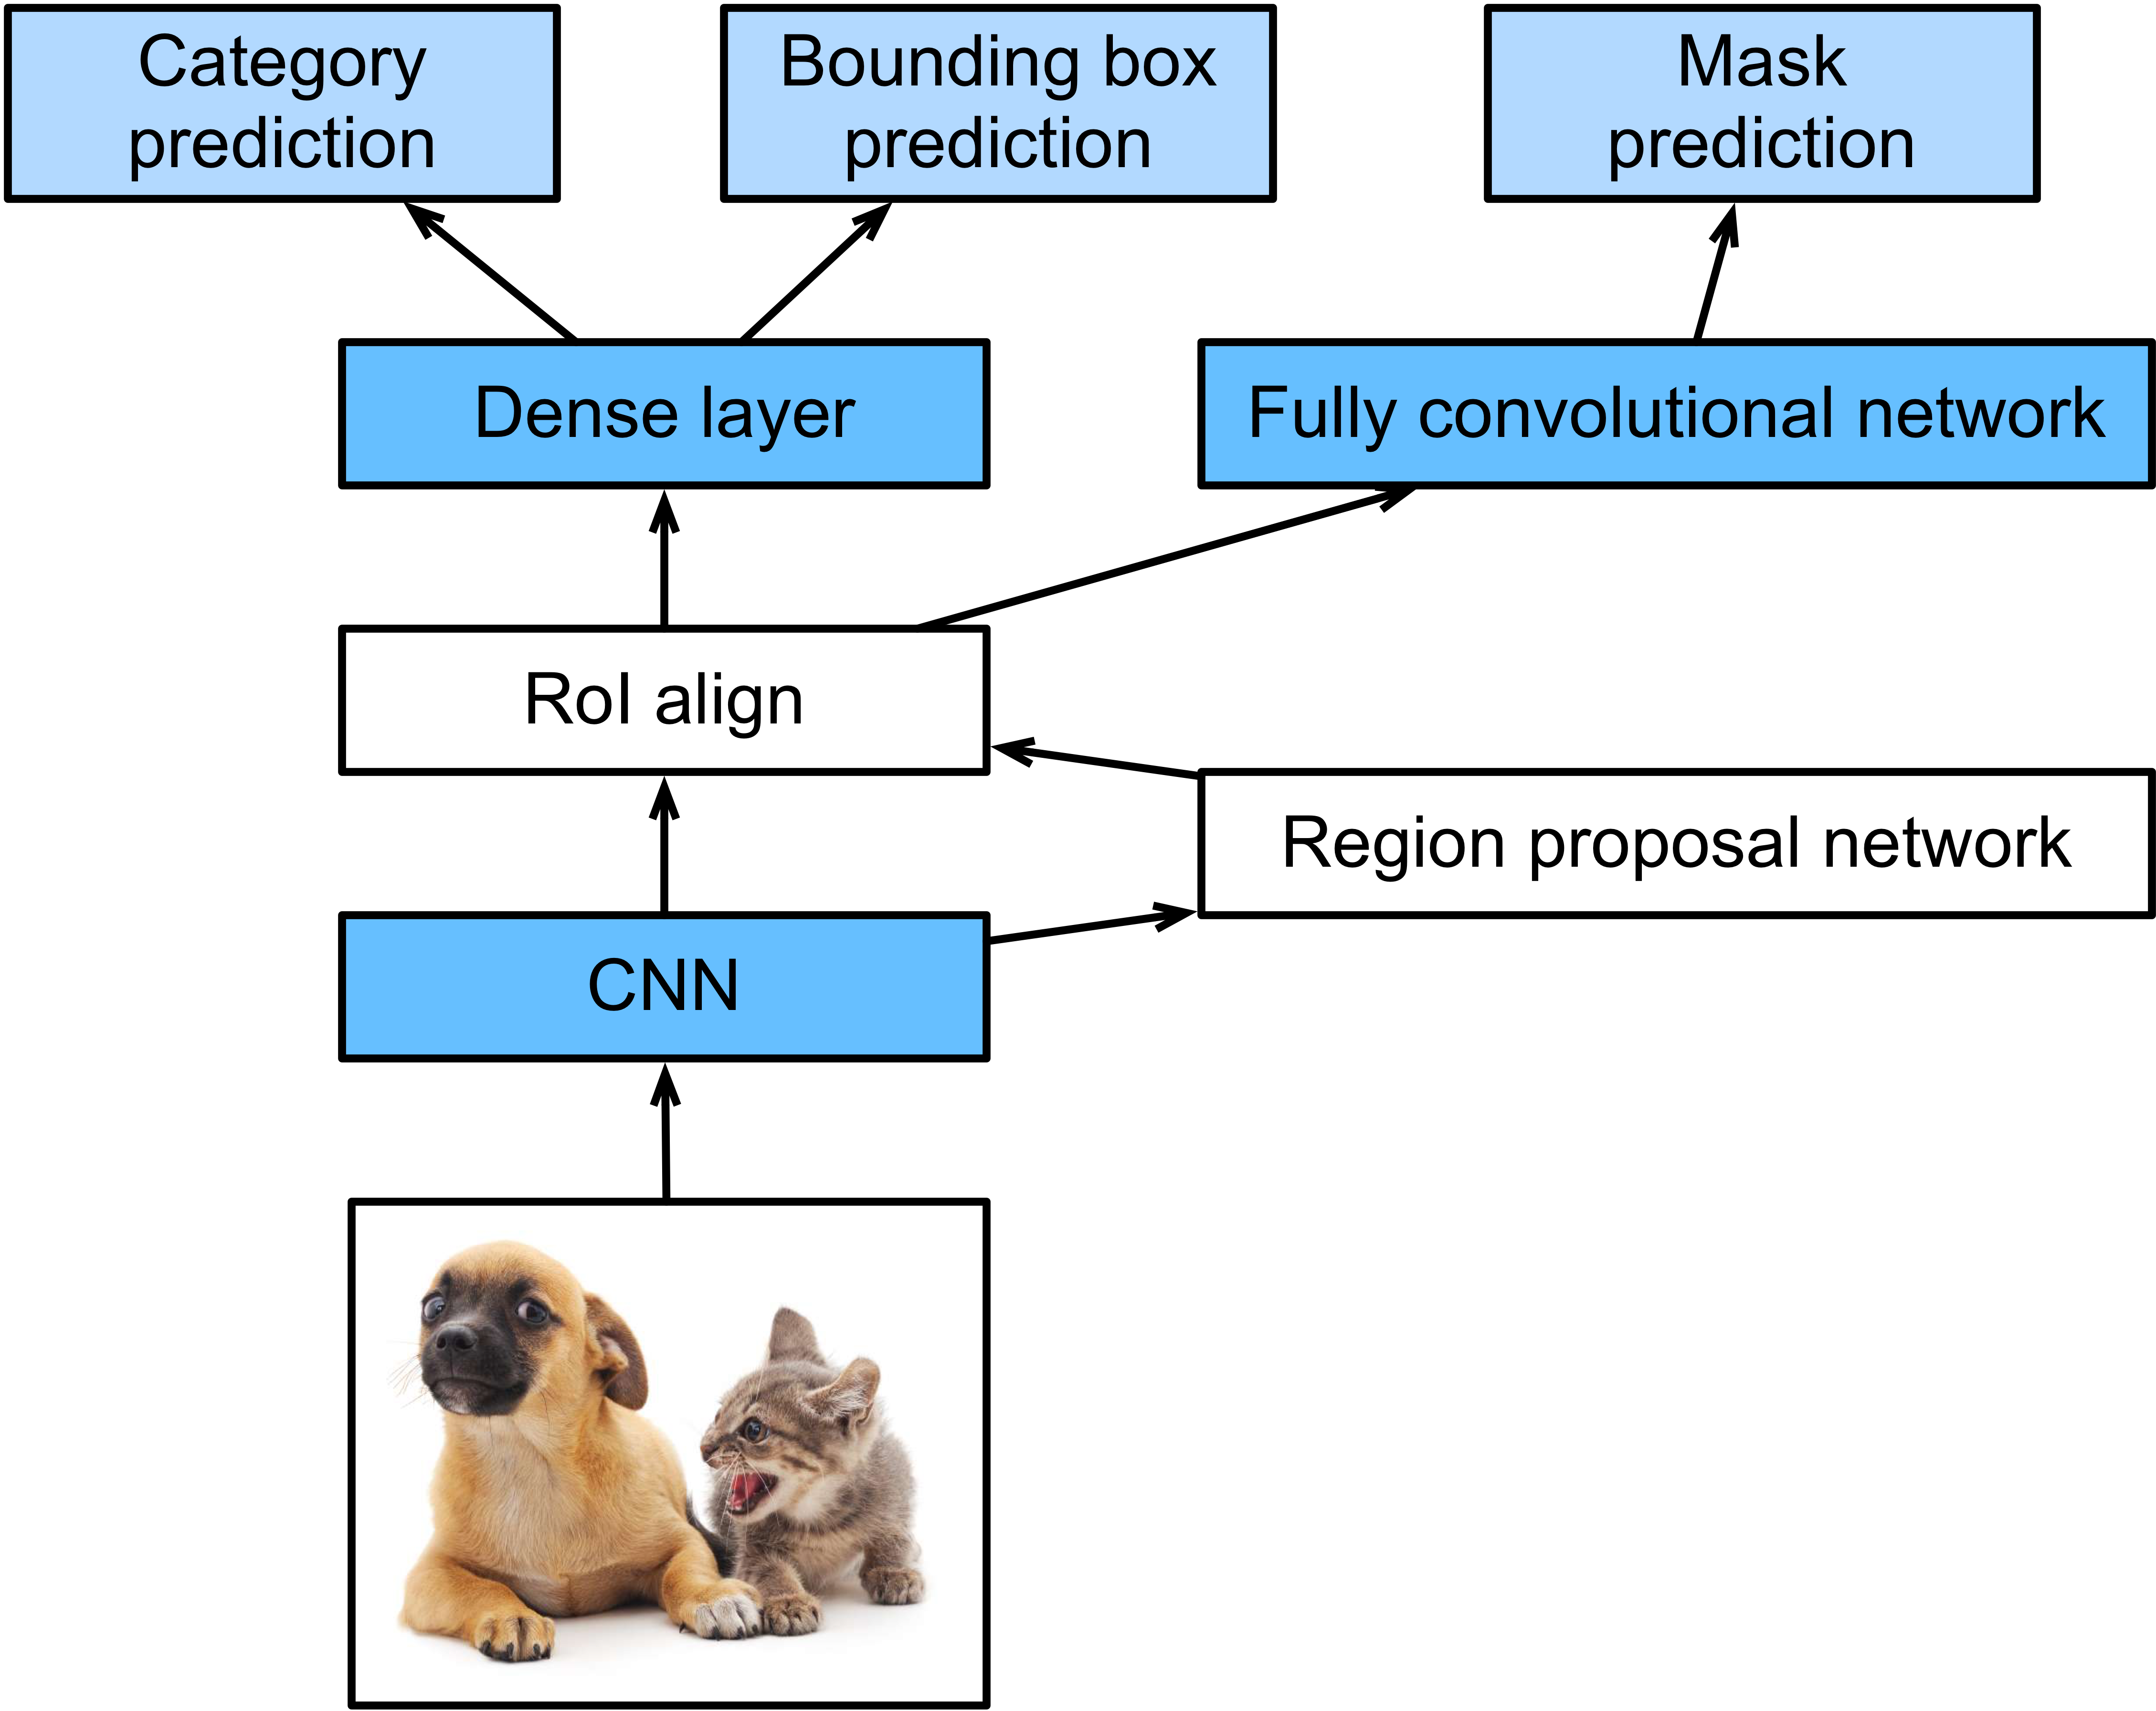 Category
prediction
Bounding box
prediction
Mask
prediction
Dense layer
Fully convolutional network
RoI align
Region proposal network
CNN